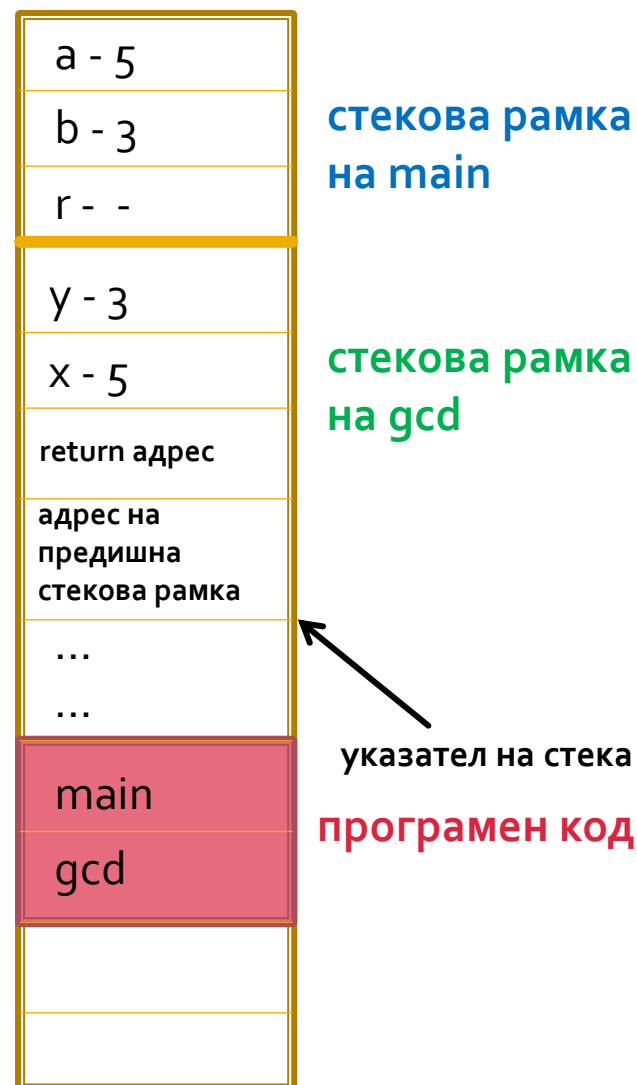 a - 5
b - 3
r - -
стекова рамка
на main
y - 3
x - 5
return адрес
адрес на
предишна
стекова рамка
стекова рамка
на gcd
...
...
указател на стека
main
gcd
програмен код